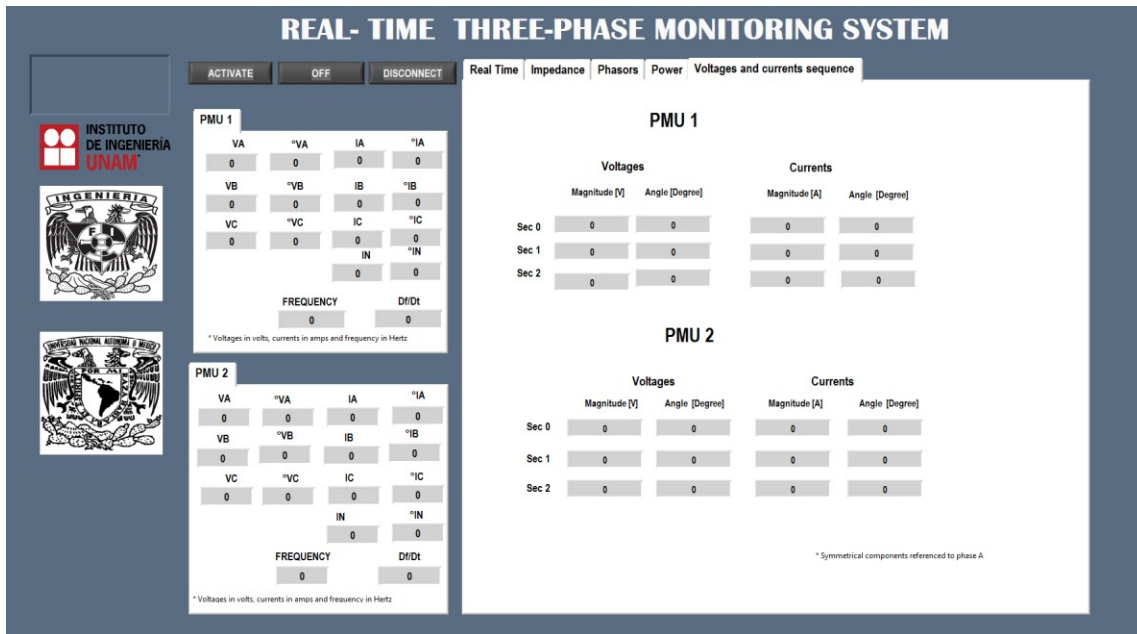 REAL- TIME THREE-PHASE MONITORING SYSTEM
ACTIVATE OFF DISCONNECT
Real Time Impedance Phasors Power Voltages and currents sequence
INSTITUTO
DE INGENIERÍA
UNAM
INGENIERIA
F I
UNIVERSIDAD NACIONAL AUTONOMA D MEXICO
POR MI
PMU 1
VA °VA IA °IA
0 0 0 0
VB °VB IB °IB
0 0 0 0
VC °VC IC °IC
0 0 0 0
IN °IN
0 0
FREQUENCY Df/Dt
0 0
* Voltages in volts, currents in amps and frequency in Hertz
PMU 2
VA °VA IA °IA
0 0 0 0
VB °VB IB °IB
0 0 0 0
VC °VC IC °IC
0 0 0 0
IN °IN
0 0
FREQUENCY Df/Dt
0 0
* Voltages in volts, currents in amps and frequency in Hertz
PMU 1
Voltages Currents
Magnitude [V] Angle [Degree] Magnitude [A] Angle [Degree]
Sec 0 0 0 0 0
Sec 1 0 0 0 0
Sec 2 0 0 0 0
PMU 2
Voltages Currents
Magnitude [V] Angle [Degree] Magnitude [A] Angle [Degree]
Sec 0 0 0 0 0
Sec 1 0 0 0 0
Sec 2 0 0 0 0
* Symmetrical components referenced to phase A